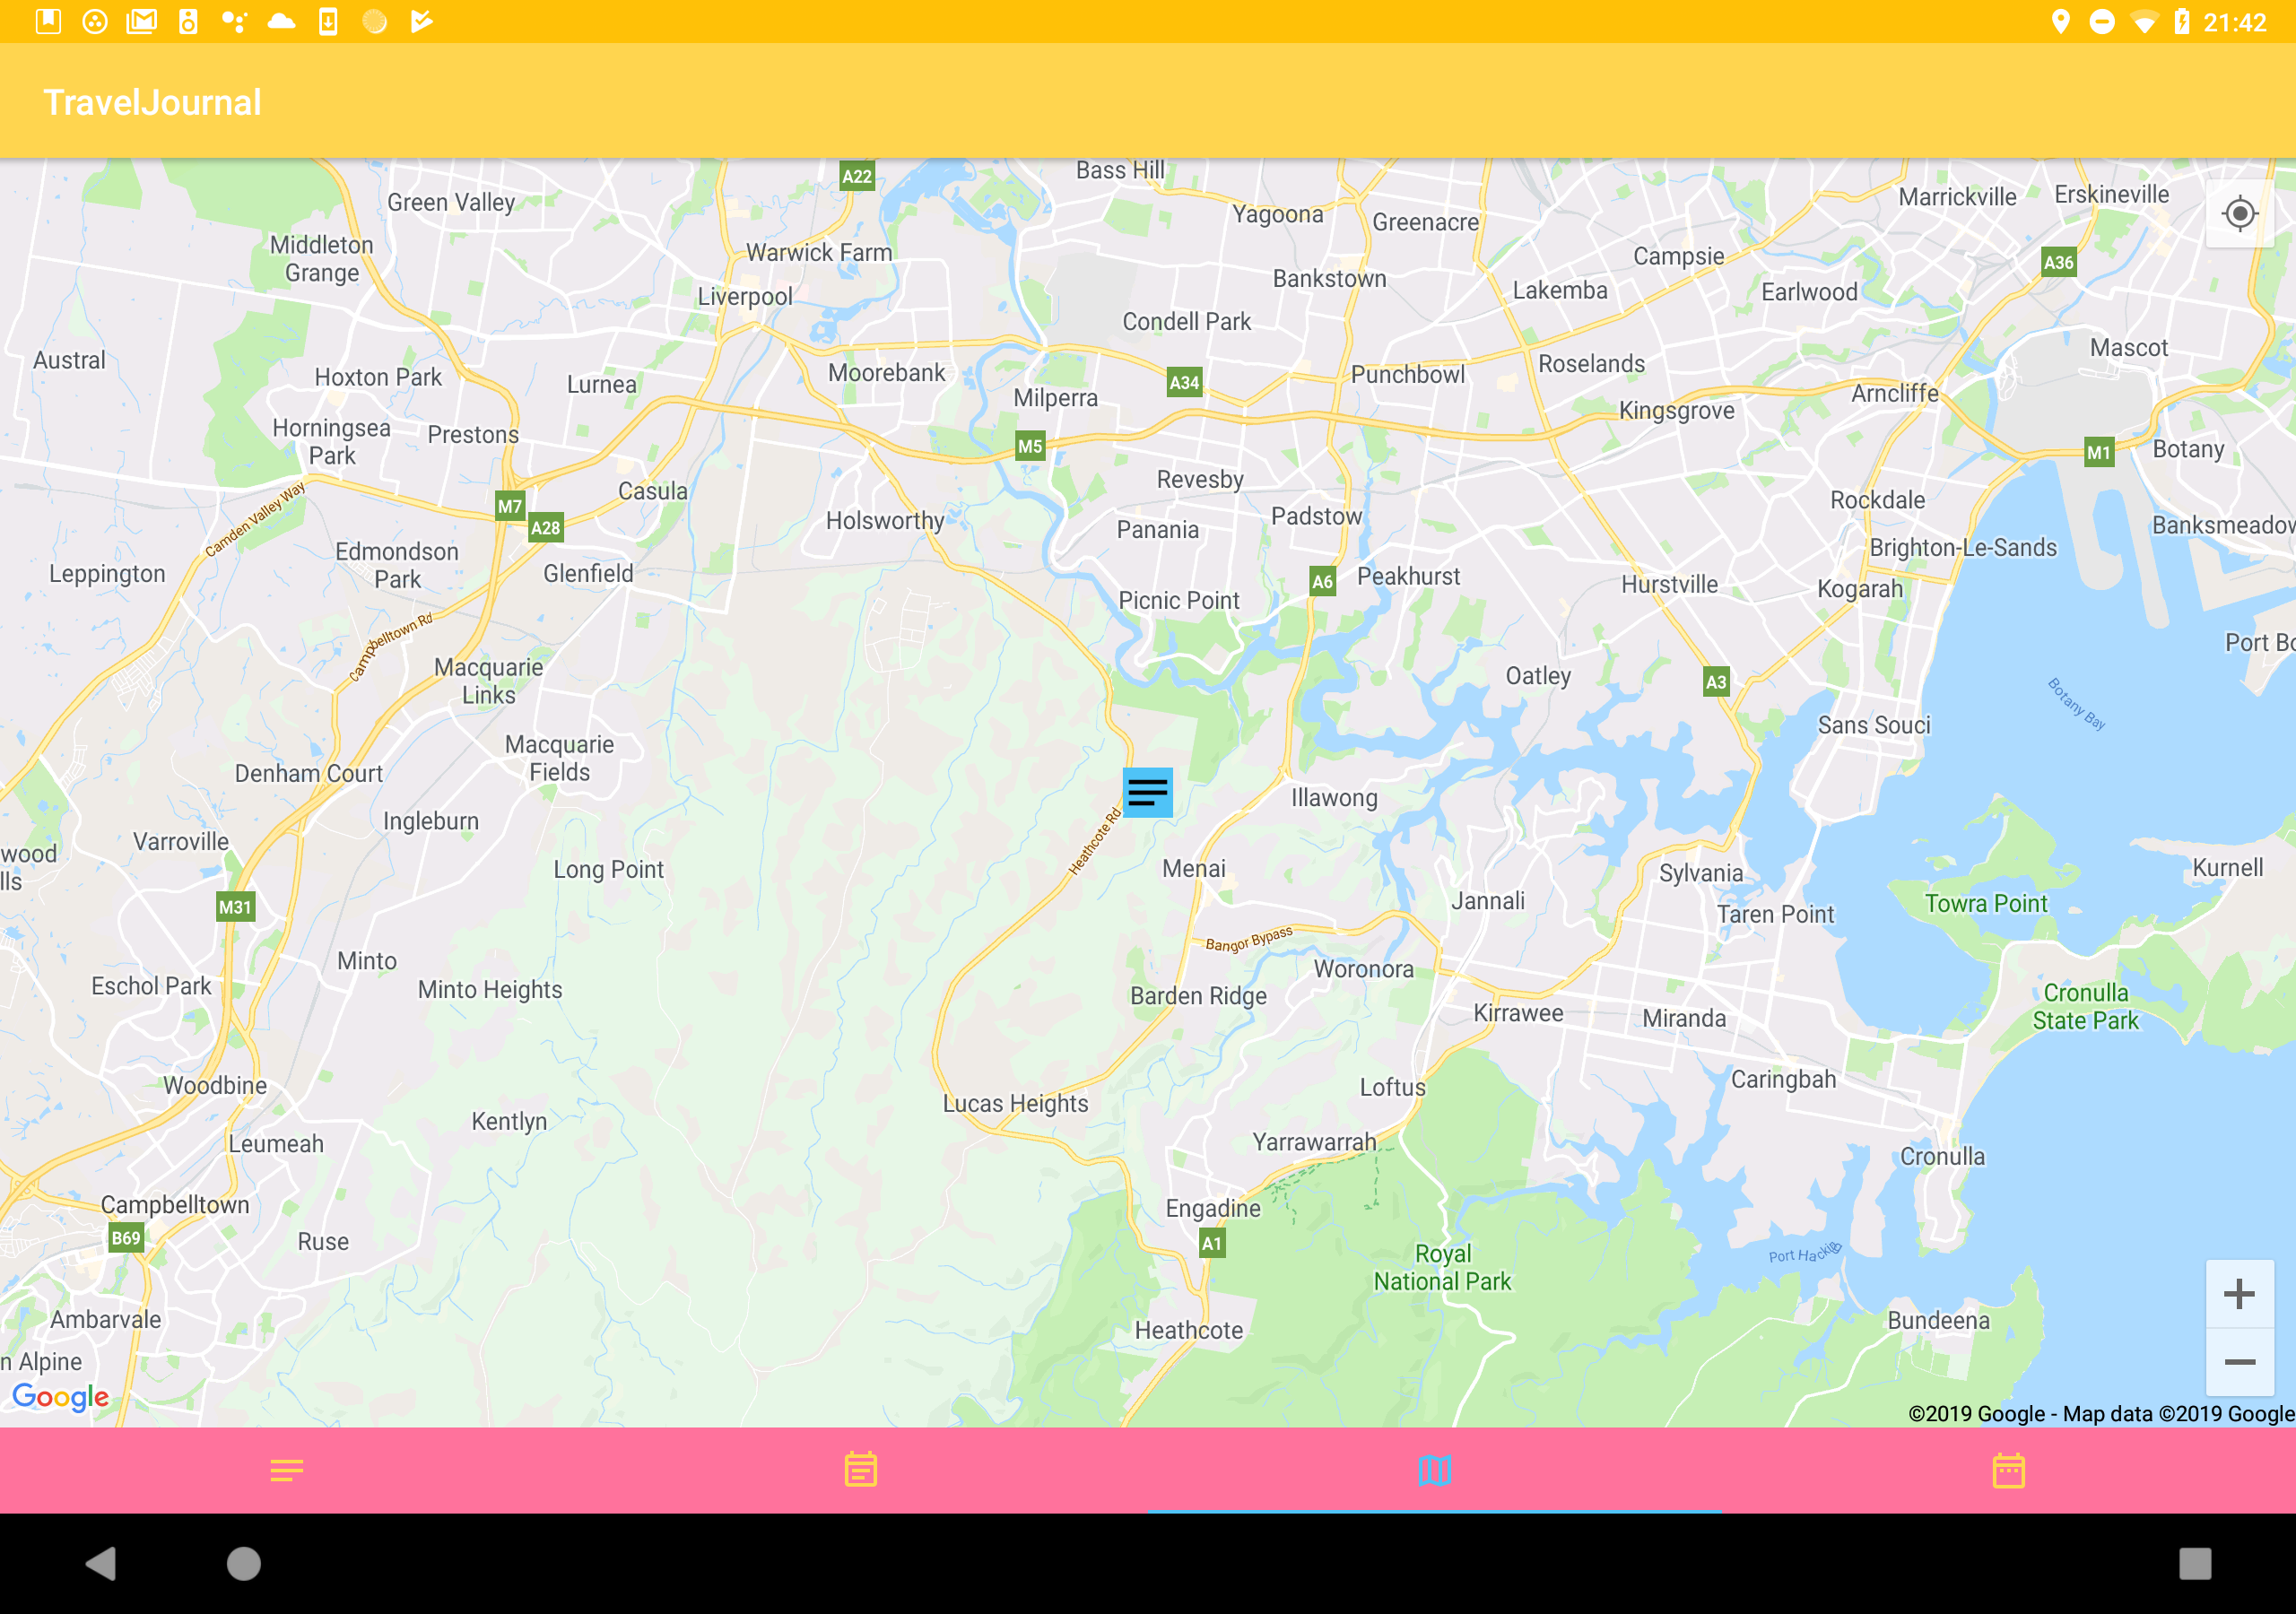 21:42
TravelJournal
A22
Bass Hill
Green Valley
Yagoona
Greenacre
Marrickville
Erskineville
Middleton
Grange
Warwick Farm
Campsie
A36
Liverpool
Bankstown
Lakemba
Earlwood
Condell Park
Austral
Hoxton Park
Lurnea
Moorebank
A34
Punchbowl
Roselands
Mascot
Milperra
Arncliffe
Kingsgrove
Horningsea
Park
Prestons
M5
M1
Botany
Revesby
Casula
M7
A28
Camden Valley Way
Holsworthy
Panania
Padstow
Rockdale
Banksmeadow
Edmondson
Park
Brighton-Le-Sands
Leppington
Glenfield
A6
Peakhurst
Hurstville
Kogarah
Picnic Point
Campbelltown Rd
Port Bo
Macquarie
Links
Oatley
A3
Botany Bay
Sans Souci
Macquarie
Fields
Denham Court
Illawong
Ingleburn
Heathcote Rd
Varroville
wood
lls
Long Point
Menai
Sylvania
Kurnell
M31
Jannali
Taren Point
Towra Point
Bangor Bypass
Minto
Woronora
Eschol Park
Minto Heights
Barden Ridge
Kirrawee
Miranda
Cronulla
State Park
Woodbine
Loftus
Caringbah
Lucas Heights
Kentlyn
Leumeah
Yarrawarrah
Cronulla
Campbelltown
Engadine
B69
Ruse
A1
Royal
National Park
Port Hacking
Ambarvale
Heathcote
Bundeena
n Alpine
Google
©2019 Google - Map data ©2019 Google